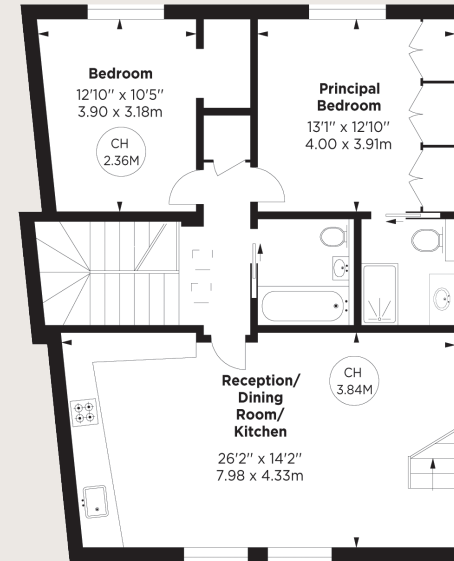 Bedroom
12'10'' x 10'5''
3.90 x 3.18m
CH
2.36M
Principal
Bedroom
13'1'' x 12'10''
4.00 x 3.91m
Reception/
Dining
Room/
Kitchen
26'2'' x 14'2''
7.98 x 4.33m
CH
3.84M